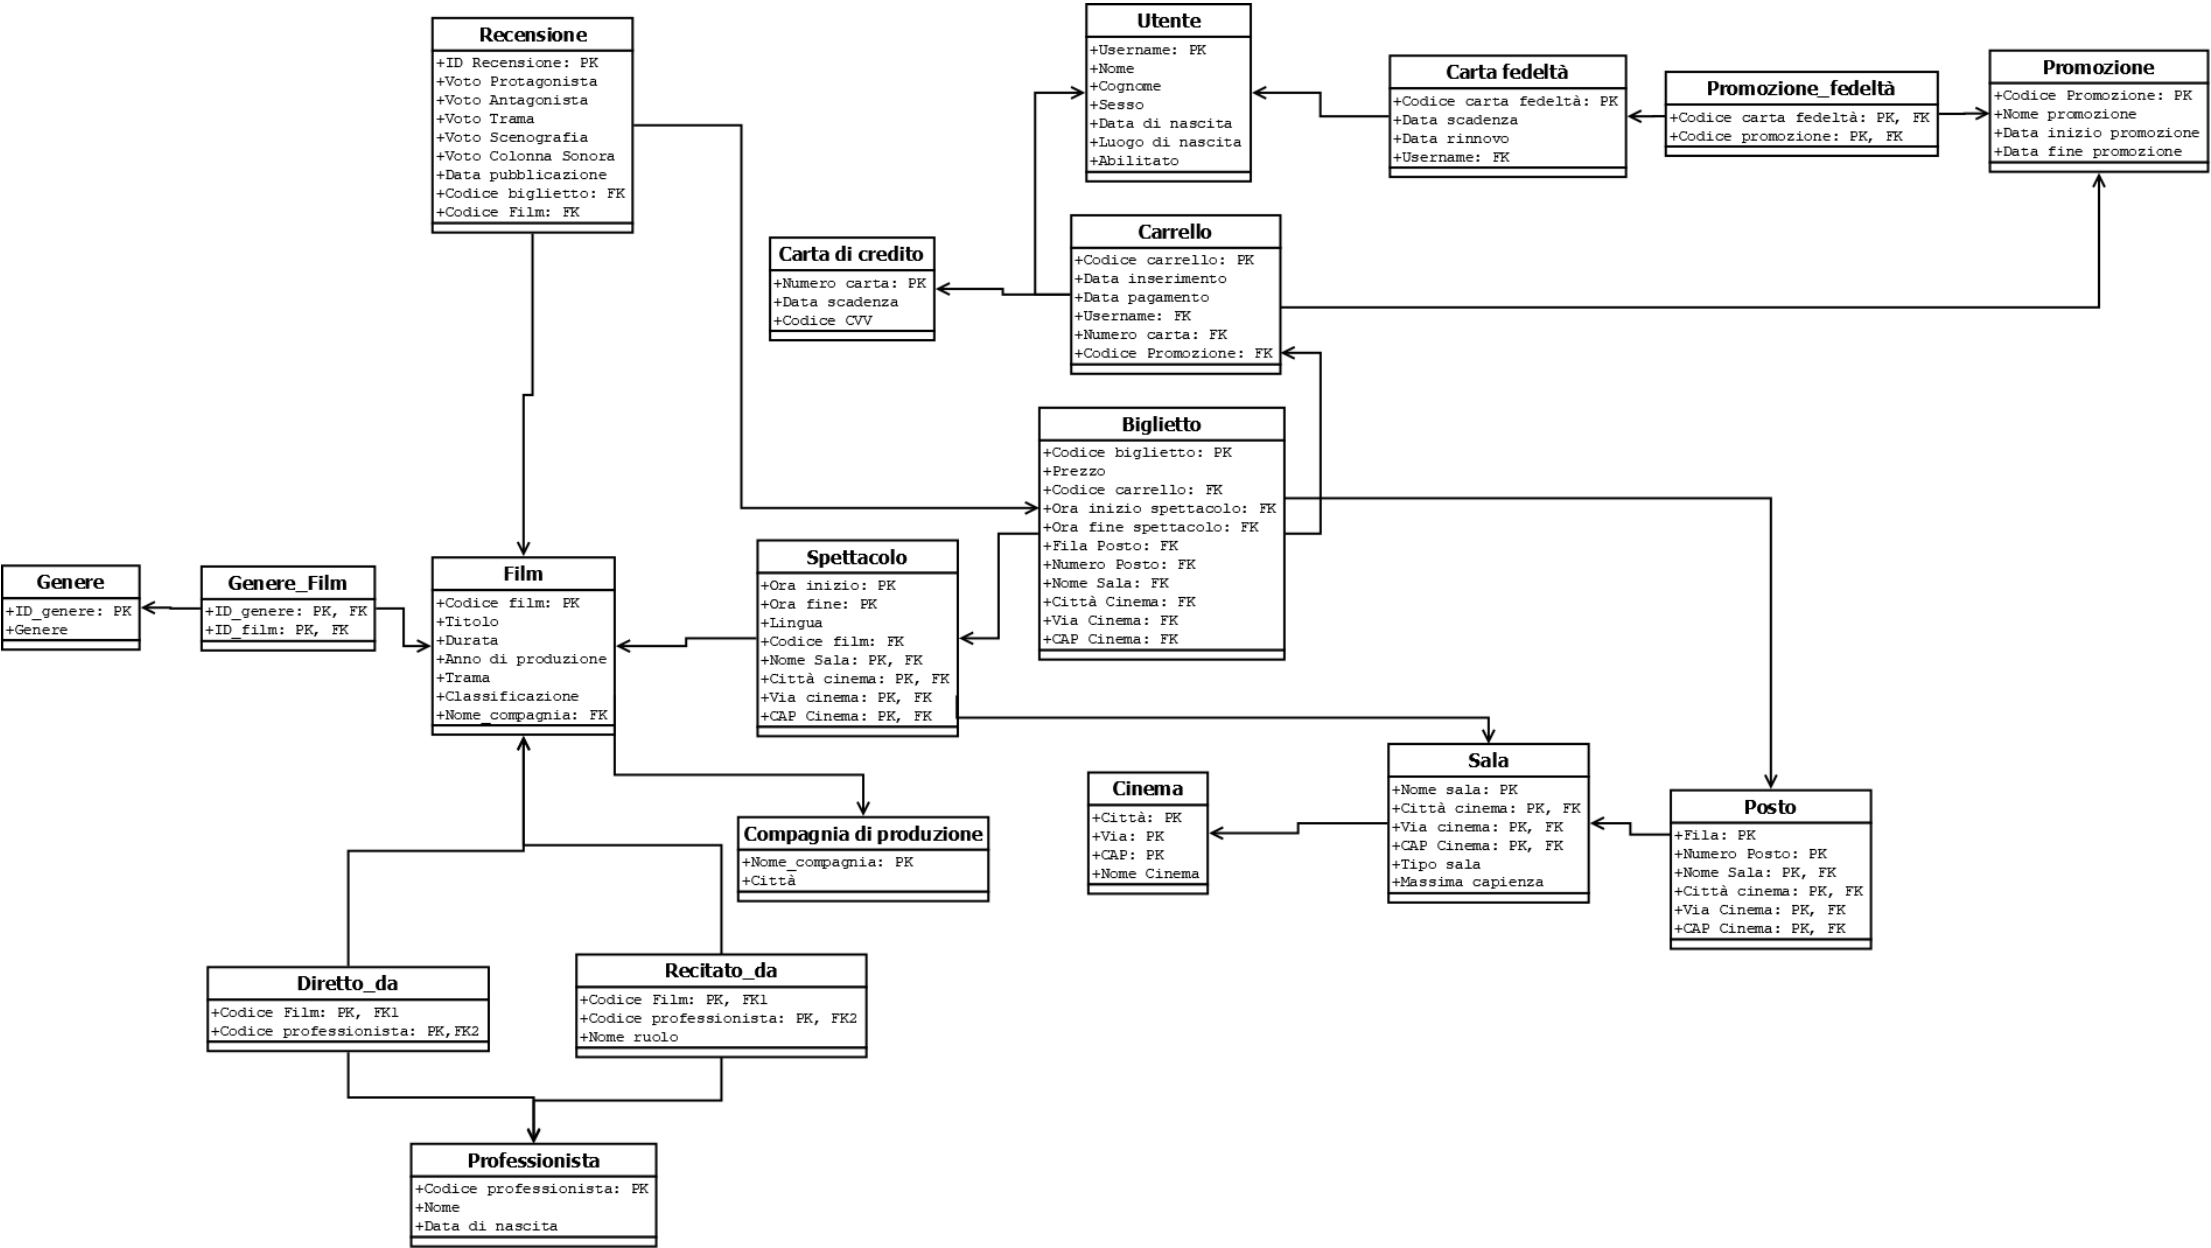 Recensione
+ID Recensione: PK
+Voto Protagonista
+Voto Antagonista
+Voto Trama
+Voto Scenografia
+Voto Colonna Sonora
+Data pubblicazione
+Codice biglietto: FK
+Codice Film: FK
Utente
+Username: PK
+Nome
+Cognome
+Sesso
+Data di nascita
+Luogo di nascita
+Abilitato
Carta fedeltà
+Codice carta fedeltà: PK
+Data scadenza
+Data rinnovo
+Username: FK
Promozione_fedeltà
+Codice carta fedeltà: PK, FK
+Codice promozione: PK, FK
Promozione
+Codice Promozione: PK
+Nome promozione
+Data inizio promozione
+Data fine promozione
Carta di credito
+Numero carta: PK
+Data scadenza
+Codice CVV
Carrello
+Codice carrello: PK
+Data inserimento
+Data pagamento
+Username: FK
+Numero carta: FK
+Codice Promozione: FK
Biglietto
+Codice biglietto: PK
+Prezzo
+Codice carrello: FK
+Ora inizio spettacolo: FK
+Ora fine spettacolo: FK
+Fila Posto: FK
+Numero Posto: FK
+Nome Sala: FK
+Città Cinema: FK
+Via Cinema: FK
+CAP Cinema: FK
Genere
+ID_genere: PK
+Genere
Genere_Film
+ID_genere: PK, FK
+ID_film: PK, FK
Film
+Codice film: PK
+Titolo
+Durata
+Anno di produzione
+Trama
+Classificazione
+Nome_compagnia: FK
Spettacolo
+Ora inizio: PK
+Ora fine: PK
+Lingua
+Codice film: FK
+Nome Sala: PK, FK
+Città cinema: PK, FK
+Via cinema: PK, FK
+CAP Cinema: PK, FK
Compagnia di produzione
+Nome_compagnia: PK
+Città
Cinema
+Città: PK
+Via: PK
+CAP: PK
+Nome Cinema
Sala
+Nome sala: PK
+Città cinema: PK, FK
+Via cinema: PK, FK
+CAP Cinema: PK, FK
+Tipo sala
+Massima capienza
Posto
+Fila: PK
+Numero Posto: PK
+Nome Sala: PK, FK
+Città cinema: PK, FK
+Via Cinema: PK, FK
+CAP Cinema: PK, FK
Diretto_da
+Codice Film: PK, FK1
+Codice professionista: PK,FK2
Recitato_da
+Codice Film: PK, FK1
+Codice professionista: PK, FK2
+Nome ruolo
Professionista
+Codice professionista: PK
+Nome
+Data di nascita